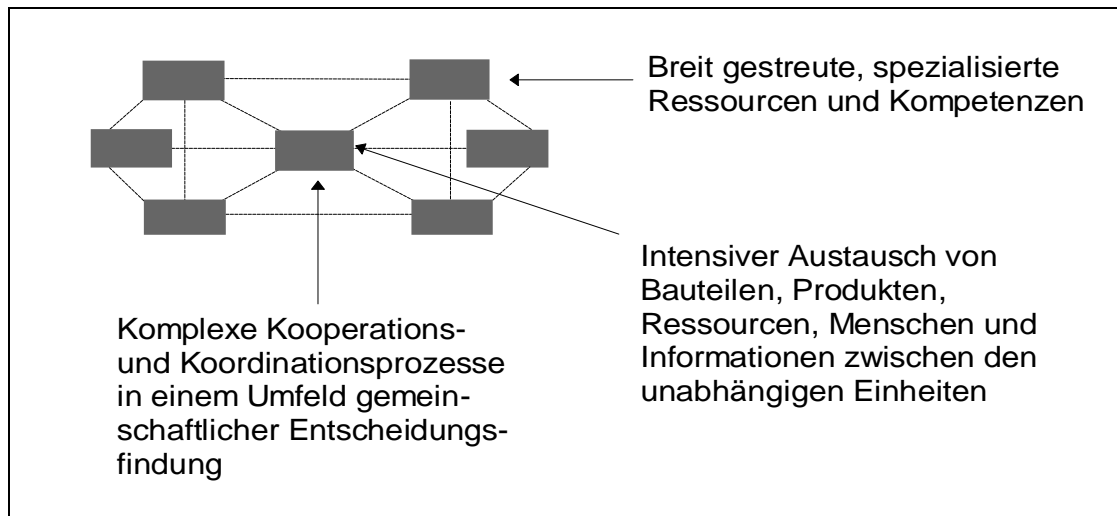 Breit gestreute, spezialisierte
Ressourcen und Kompetenzen
Intensiver Austausch von
Bauteilen, Produkten,
Ressourcen, Menschen und
Informationen zwischen den
unabhängigen Einheiten
Komplexe Kooperations-
und Koordinationsprozesse
in einem Umfeld gemein-
schaftlicher Entscheidungs-
findung